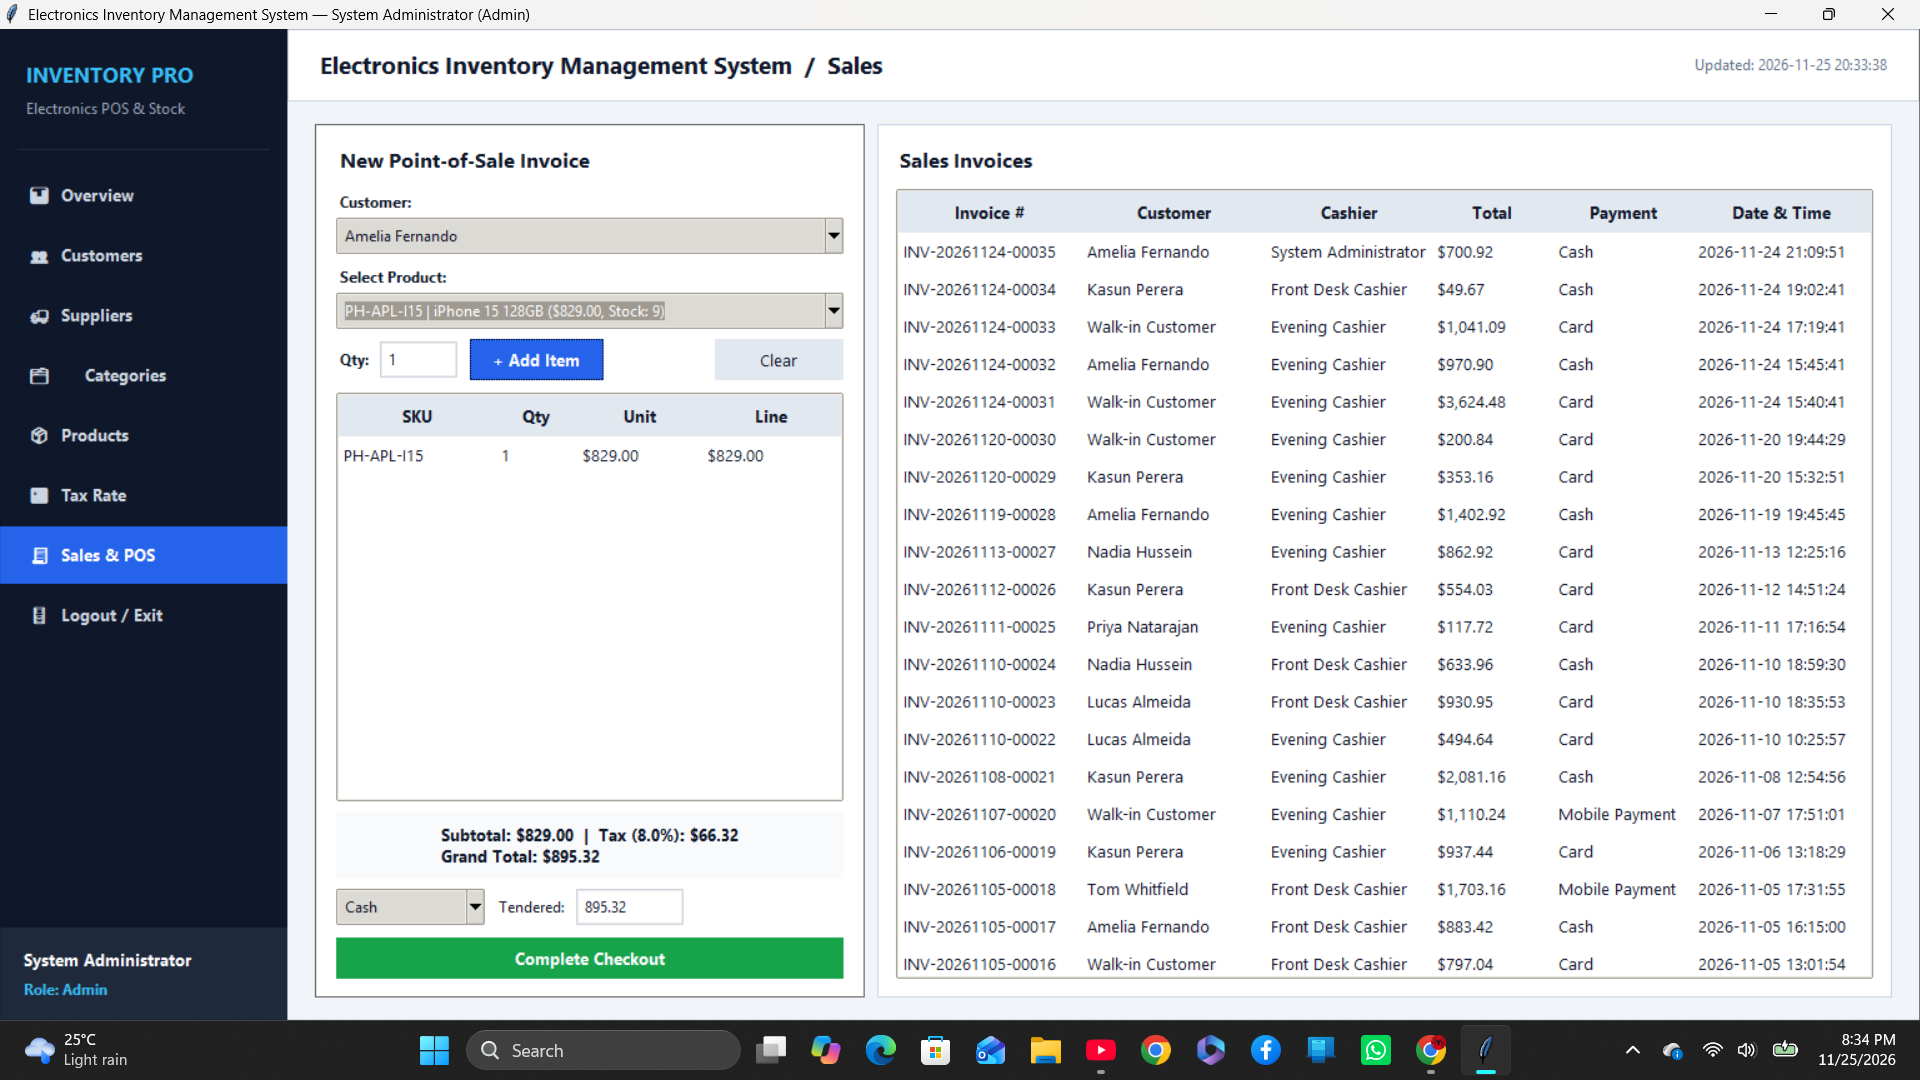 Electronics Inventory Management System — System Administrator (Admin)
INVENTORY PRO
Electronics POS & Stock
Overview
Customers
Suppliers
Categories
Products
Tax Rate
Sales & POS
Logout / Exit
System Administrator
Role: Admin
Electronics Inventory Management System / Sales
Updated: 2026-11-25 20:33:38
New Point-of-Sale Invoice
Customer:
Amelia Fernando
Select Product:
PH-APL-I15 | iPhone 15 128GB ($829.00, Stock: 9)
Qty: 1 + Add Item Clear
SKU Qty Unit Line
PH-APL-I15 1 $829.00 $829.00
Subtotal: $829.00 | Tax (8.0%): $66.32
Grand Total: $895.32
Cash Tendered: 895.32
Complete Checkout
Sales Invoices
Invoice # Customer Cashier Total Payment Date & Time
INV-20261124-00035 Amelia Fernando System Administrator $700.92 Cash 2026-11-24 21:09:51
INV-20261124-00034 Kasun Perera Front Desk Cashier $49.67 Cash 2026-11-24 19:02:41
INV-20261124-00033 Walk-in Customer Evening Cashier $1,041.09 Card 2026-11-24 17:19:41
INV-20261124-00032 Amelia Fernando Evening Cashier $970.90 Cash 2026-11-24 15:45:41
INV-20261124-00031 Walk-in Customer Evening Cashier $3,624.48 Card 2026-11-24 15:40:41
INV-20261120-00030 Walk-in Customer Evening Cashier $200.84 Card 2026-11-20 19:44:29
INV-20261120-00029 Kasun Perera Evening Cashier $353.16 Card 2026-11-20 15:32:51
INV-20261119-00028 Amelia Fernando Evening Cashier $1,402.92 Cash 2026-11-19 19:45:45
INV-20261113-00027 Nadia Hussein Evening Cashier $862.92 Card 2026-11-13 12:25:16
INV-20261112-00026 Kasun Perera Front Desk Cashier $554.03 Card 2026-11-12 14:51:24
INV-20261111-00025 Priya Natarajan Evening Cashier $117.72 Card 2026-11-11 17:16:54
INV-20261110-00024 Nadia Hussein Front Desk Cashier $633.96 Cash 2026-11-10 18:59:30
INV-20261110-00023 Lucas Almeida Front Desk Cashier $930.95 Card 2026-11-10 18:35:53
INV-20261110-00022 Lucas Almeida Evening Cashier $494.64 Card 2026-11-10 10:25:57
INV-20261108-00021 Kasun Perera Evening Cashier $2,081.16 Cash 2026-11-08 12:54:56
INV-20261107-00020 Walk-in Customer Evening Cashier $1,110.24 Mobile Payment 2026-11-07 17:51:01
INV-20261106-00019 Kasun Perera Evening Cashier $937.44 Card 2026-11-06 13:18:29
INV-20261105-00018 Tom Whitfield Front Desk Cashier $1,703.16 Mobile Payment 2026-11-05 17:31:55
INV-20261105-00017 Amelia Fernando Front Desk Cashier $883.42 Cash 2026-11-05 16:15:00
INV-20261105-00016 Walk-in Customer Front Desk Cashier $797.04 Card 2026-11-05 13:01:54
25°C
Light rain
Search
8:34 PM
11/25/2026